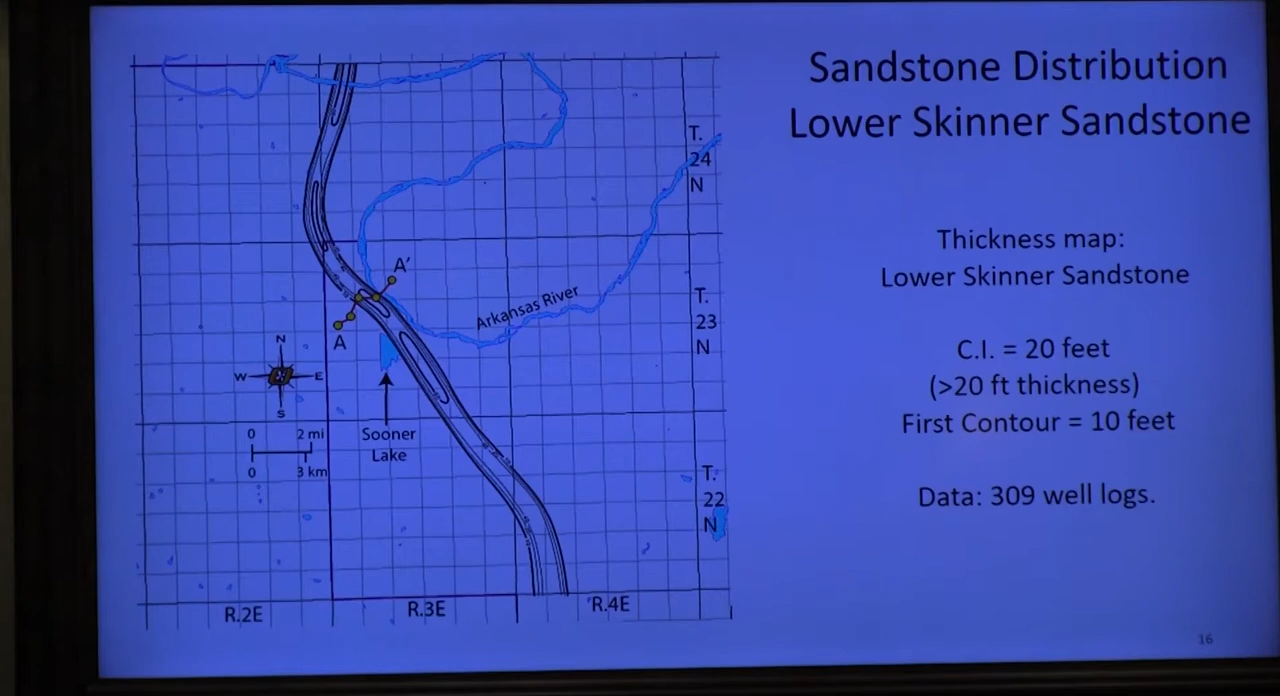 Sandstone Distribution
Lower Skinner Sandstone
Thickness map:
Lower Skinner Sandstone
C.I. = 20 feet
(>20 ft thickness)
First Contour = 10 feet
Data: 309 well logs.
T.
24
N
A'
Arkansas River
T.
23
N
A
N
W E
S
0 2 mi
0 3 km
Sooner
Lake
T.
22
N
R.2E R.3E R.4E
16